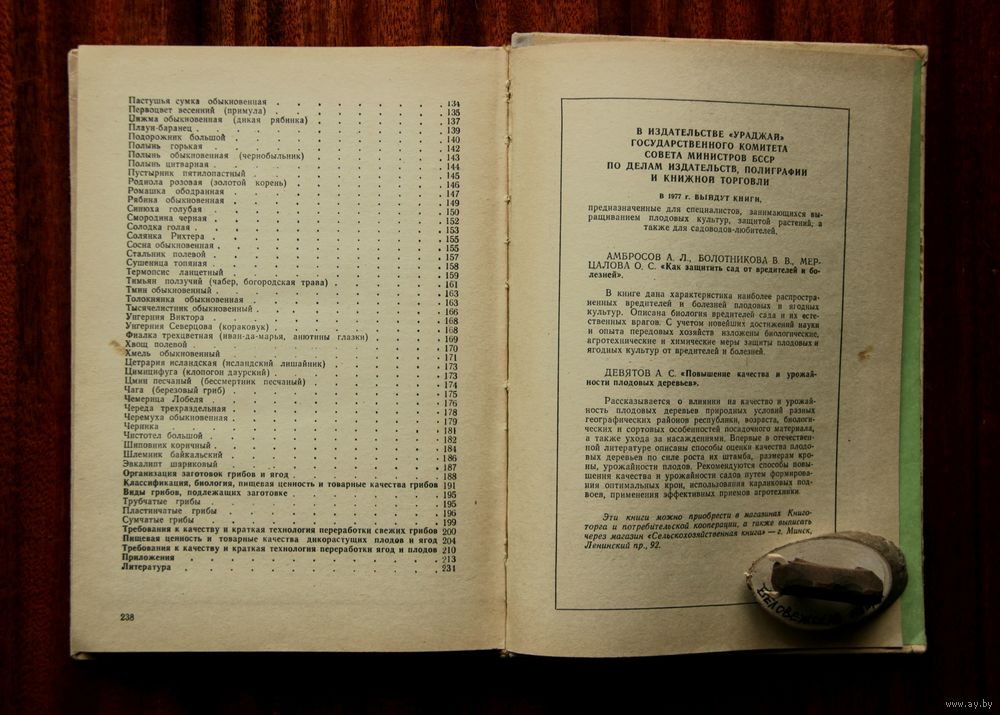 Пастушья сумка обыкновенная . . . . . . . 134
Первоцвет весенний (примула) . . . . . . . 135
Пижма обыкновенная (дикая рябинка) . . . . . . . 137
Плаун-баранец . . . . . . . 139
Подорожник большой . . . . . . . 140
Полынь горькая . . . . . . . 142
Полынь обыкновенная (чернобыльник) . . . . . . . 143
Полынь цитварная . . . . . . . 144
Пустырник пятилопастный . . . . . . . 145
Родиола розовая (золотой корень) . . . . . . . 146
Ромашка ободранная . . . . . . . 147
Рябина обыкновенная . . . . . . . 149
Синюха голубая . . . . . . . 150
Смородина черная . . . . . . . 152
Солодка голая . . . . . . . 153
Солянка Рихтера . . . . . . . 155
Сосна обыкновенная . . . . . . . 155
Стальник полевой . . . . . . . 157
Сушеница топяная . . . . . . . 158
Термопсис ланцетный . . . . . . . 159
Тимьян ползучий (чабер, богородская трава) . . . . . . . 161
Тмин обыкновенный . . . . . . . 163
Толокнянка обыкновенная . . . . . . . 163
Тысячелистник обыкновенный . . . . . . . 166
Унгерния Виктора . . . . . . . 168
Унгерния Северцова (кораковук) . . . . . . . 168
Фиалка трехцветная (иван-да-марья, анютины глазки) . . . . . . . 169
Хвощ полевой . . . . . . . 170
Хмель обыкновенный . . . . . . . 171
Цетрария исландская (исландский лишайник) . . . . . . . 173
Цимицифуга (клопогон даурский) . . . . . . . 173
Цмин песчаный (бессмертник песчаный) . . . . . . . 174
Чага (березовый гриб) . . . . . . . 175
Чемерица Лобеля . . . . . . . 176
Череда трехраздельная . . . . . . . 178
Черемуха обыкновенная . . . . . . . 179
Черника . . . . . . . 181
Чистотел большой . . . . . . . 182
Шиповник коричный . . . . . . . 184
Шлемник байкальский . . . . . . . 186
Эвкалипт шариковый . . . . . . . 187
Организация заготовок грибов и ягод . . . . . . . 188
Классификация, биология, пищевая ценность и товарные качества грибов 191
Виды грибов, подлежащих заготовке . . . . . . . 195
Трубчатые грибы . . . . . . . 195
Пластинчатые грибы . . . . . . . 196
Сумчатые грибы . . . . . . . 199
Требования к качеству и краткая технология переработки свежих грибов 200
Пищевая ценность и товарные качества дикорастущих плодов и ягод 204
Требования к качеству и краткая технология переработки ягод и плодов 210
Приложения . . . . . . . 213
Литература . . . . . . . 231
238
В ИЗДАТЕЛЬСТВЕ «УРАДЖАЙ»
ГОСУДАРСТВЕННОГО КОМИТЕТА
СОВЕТА МИНИСТРОВ БССР
ПО ДЕЛАМ ИЗДАТЕЛЬСТВ, ПОЛИГРАФИИ
И КНИЖНОЙ ТОРГОВЛИ
В 1977 г. ВЫЙДУТ КНИГИ,
предназначенные для специалистов, занимающихся вы-
ращиванием плодовых культур, защитой растений, а
также для садоводов-любителей.
АМБРОСОВ А. Л., БОЛОТНИКОВА В. В., МЕР-
ЦАЛОВА О. С. «Как защитить сад от вредителей и бо-
лезней».
В книге дана характеристика наиболее распростра-
ненных вредителей и болезней плодовых и ягодных
культур. Описана биология вредителей сада и их есте-
ственных врагов. С учетом новейших достижений науки
и опыта передовых хозяйств изложены биологические,
агротехнические и химические меры защиты плодовых и
ягодных культур от вредителей и болезней.
ДЕВЯТОВ А. С. «Повышение качества и урожай-
ности плодовых деревьев».
Рассказывается о влиянии на качество и урожай-
ность плодовых деревьев природных условий разных
географических районов республики, возраста, биологи-
ческих и сортовых особенностей посадочного материала,
а также ухода за насаждениями. Впервые в отечествен-
ной литературе описаны способы оценки качества плодо-
вых деревьев по силе роста их штамба, размерам кро-
ны, урожайности плодов. Рекомендуются способы повы-
шения качества и урожайности садов путем формирова-
ния оптимальных крон, использования карликовых под-
воев, применения эффективных приемов агротехники.
Эти книги можно приобрести в магазинах Книго-
торга и потребительской кооперации, а также выписать
через магазин «Сельскохозяйственная книга» — г. Минск,
Ленинский пр., 92.
www.ay.by